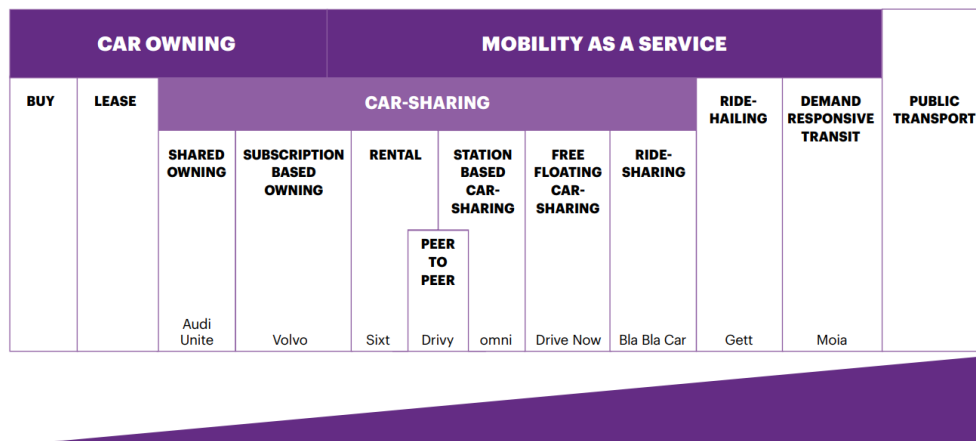 CAR OWNING
MOBILITY AS A SERVICE
BUY
LEASE
CAR-SHARING
RIDE-
HAILING
DEMAND
RESPONSIVE
TRANSIT
PUBLIC
TRANSPORT
SHARED
OWNING
SUBSCRIPTION
BASED
OWNING
RENTAL
STATION
BASED
CAR-
SHARING
FREE
FLOATING
CAR-
SHARING
RIDE-
SHARING
PEER
TO
PEER
Audi
Unite
Volvo
Sixt
Drivy
omni
Drive Now
Bla Bla Car
Gett
Moia